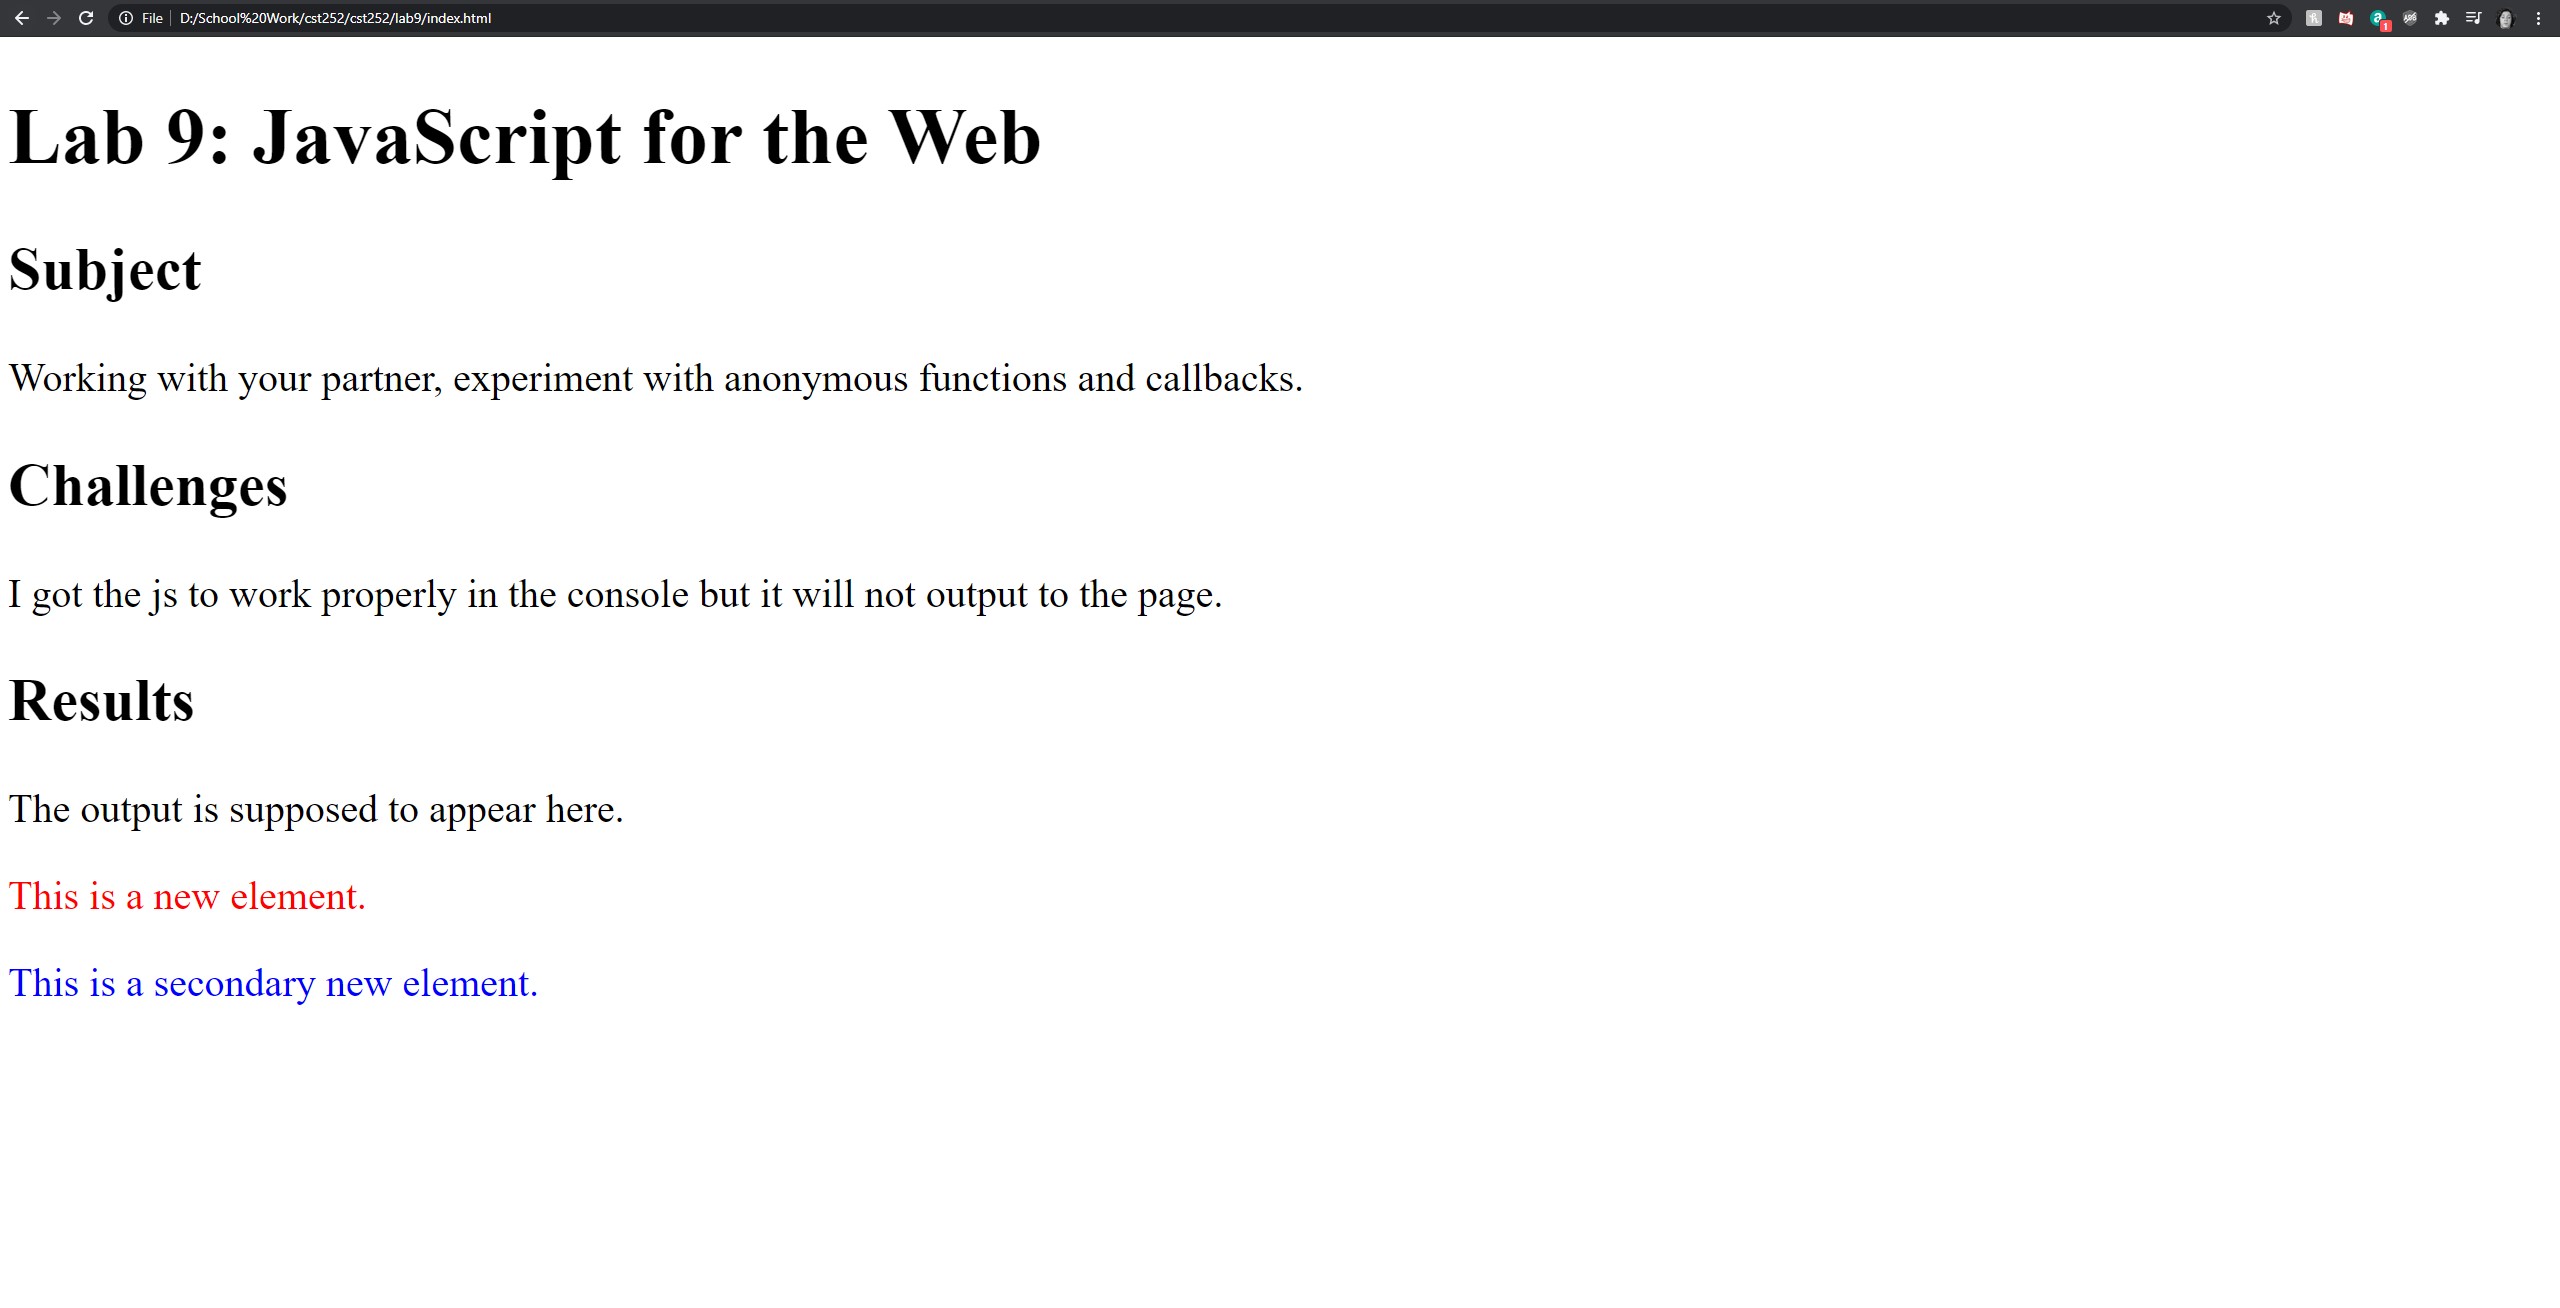 File D:/School%20Work/cst252/cst252/lab9/index.html
1
Lab 9: JavaScript for the Web
Subject
Working with your partner, experiment with anonymous functions and callbacks.
Challenges
I got the js to work properly in the console but it will not output to the page.
Results
The output is supposed to appear here.
This is a new element.
This is a secondary new element.